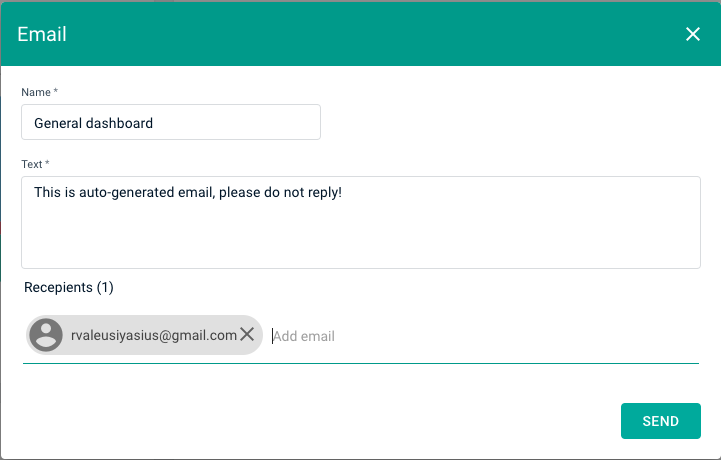 Email
Name *
General dashboard
Text *
This is auto-generated email, please do not reply!
Recepients (1)
rvaleusiyasius@gmail.com Add email
SEND